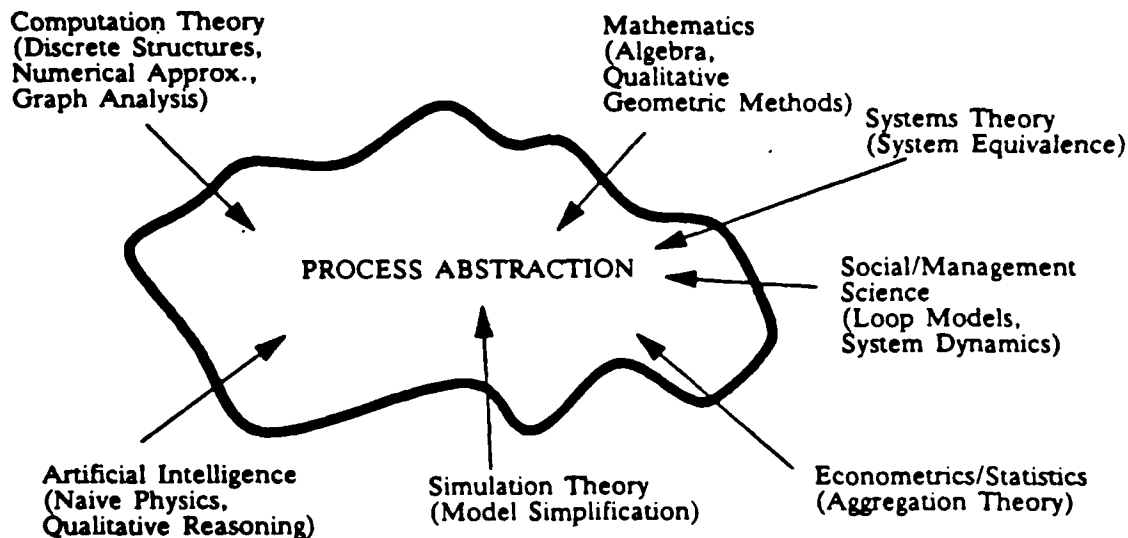 Computation Theory
(Discrete Structures,
Numerical Approx.,
Graph Analysis)
Mathematics
(Algebra,
Qualitative
Geometric Methods)
Systems Theory
(System Equivalence)
PROCESS ABSTRACTION
Social/Management
Science
(Loop Models,
System Dynamics)
Artificial Intelligence
(Naive Physics,
Qualitative Reasoning)
Simulation Theory
(Model Simplification)
Econometrics/Statistics
(Aggregation Theory)